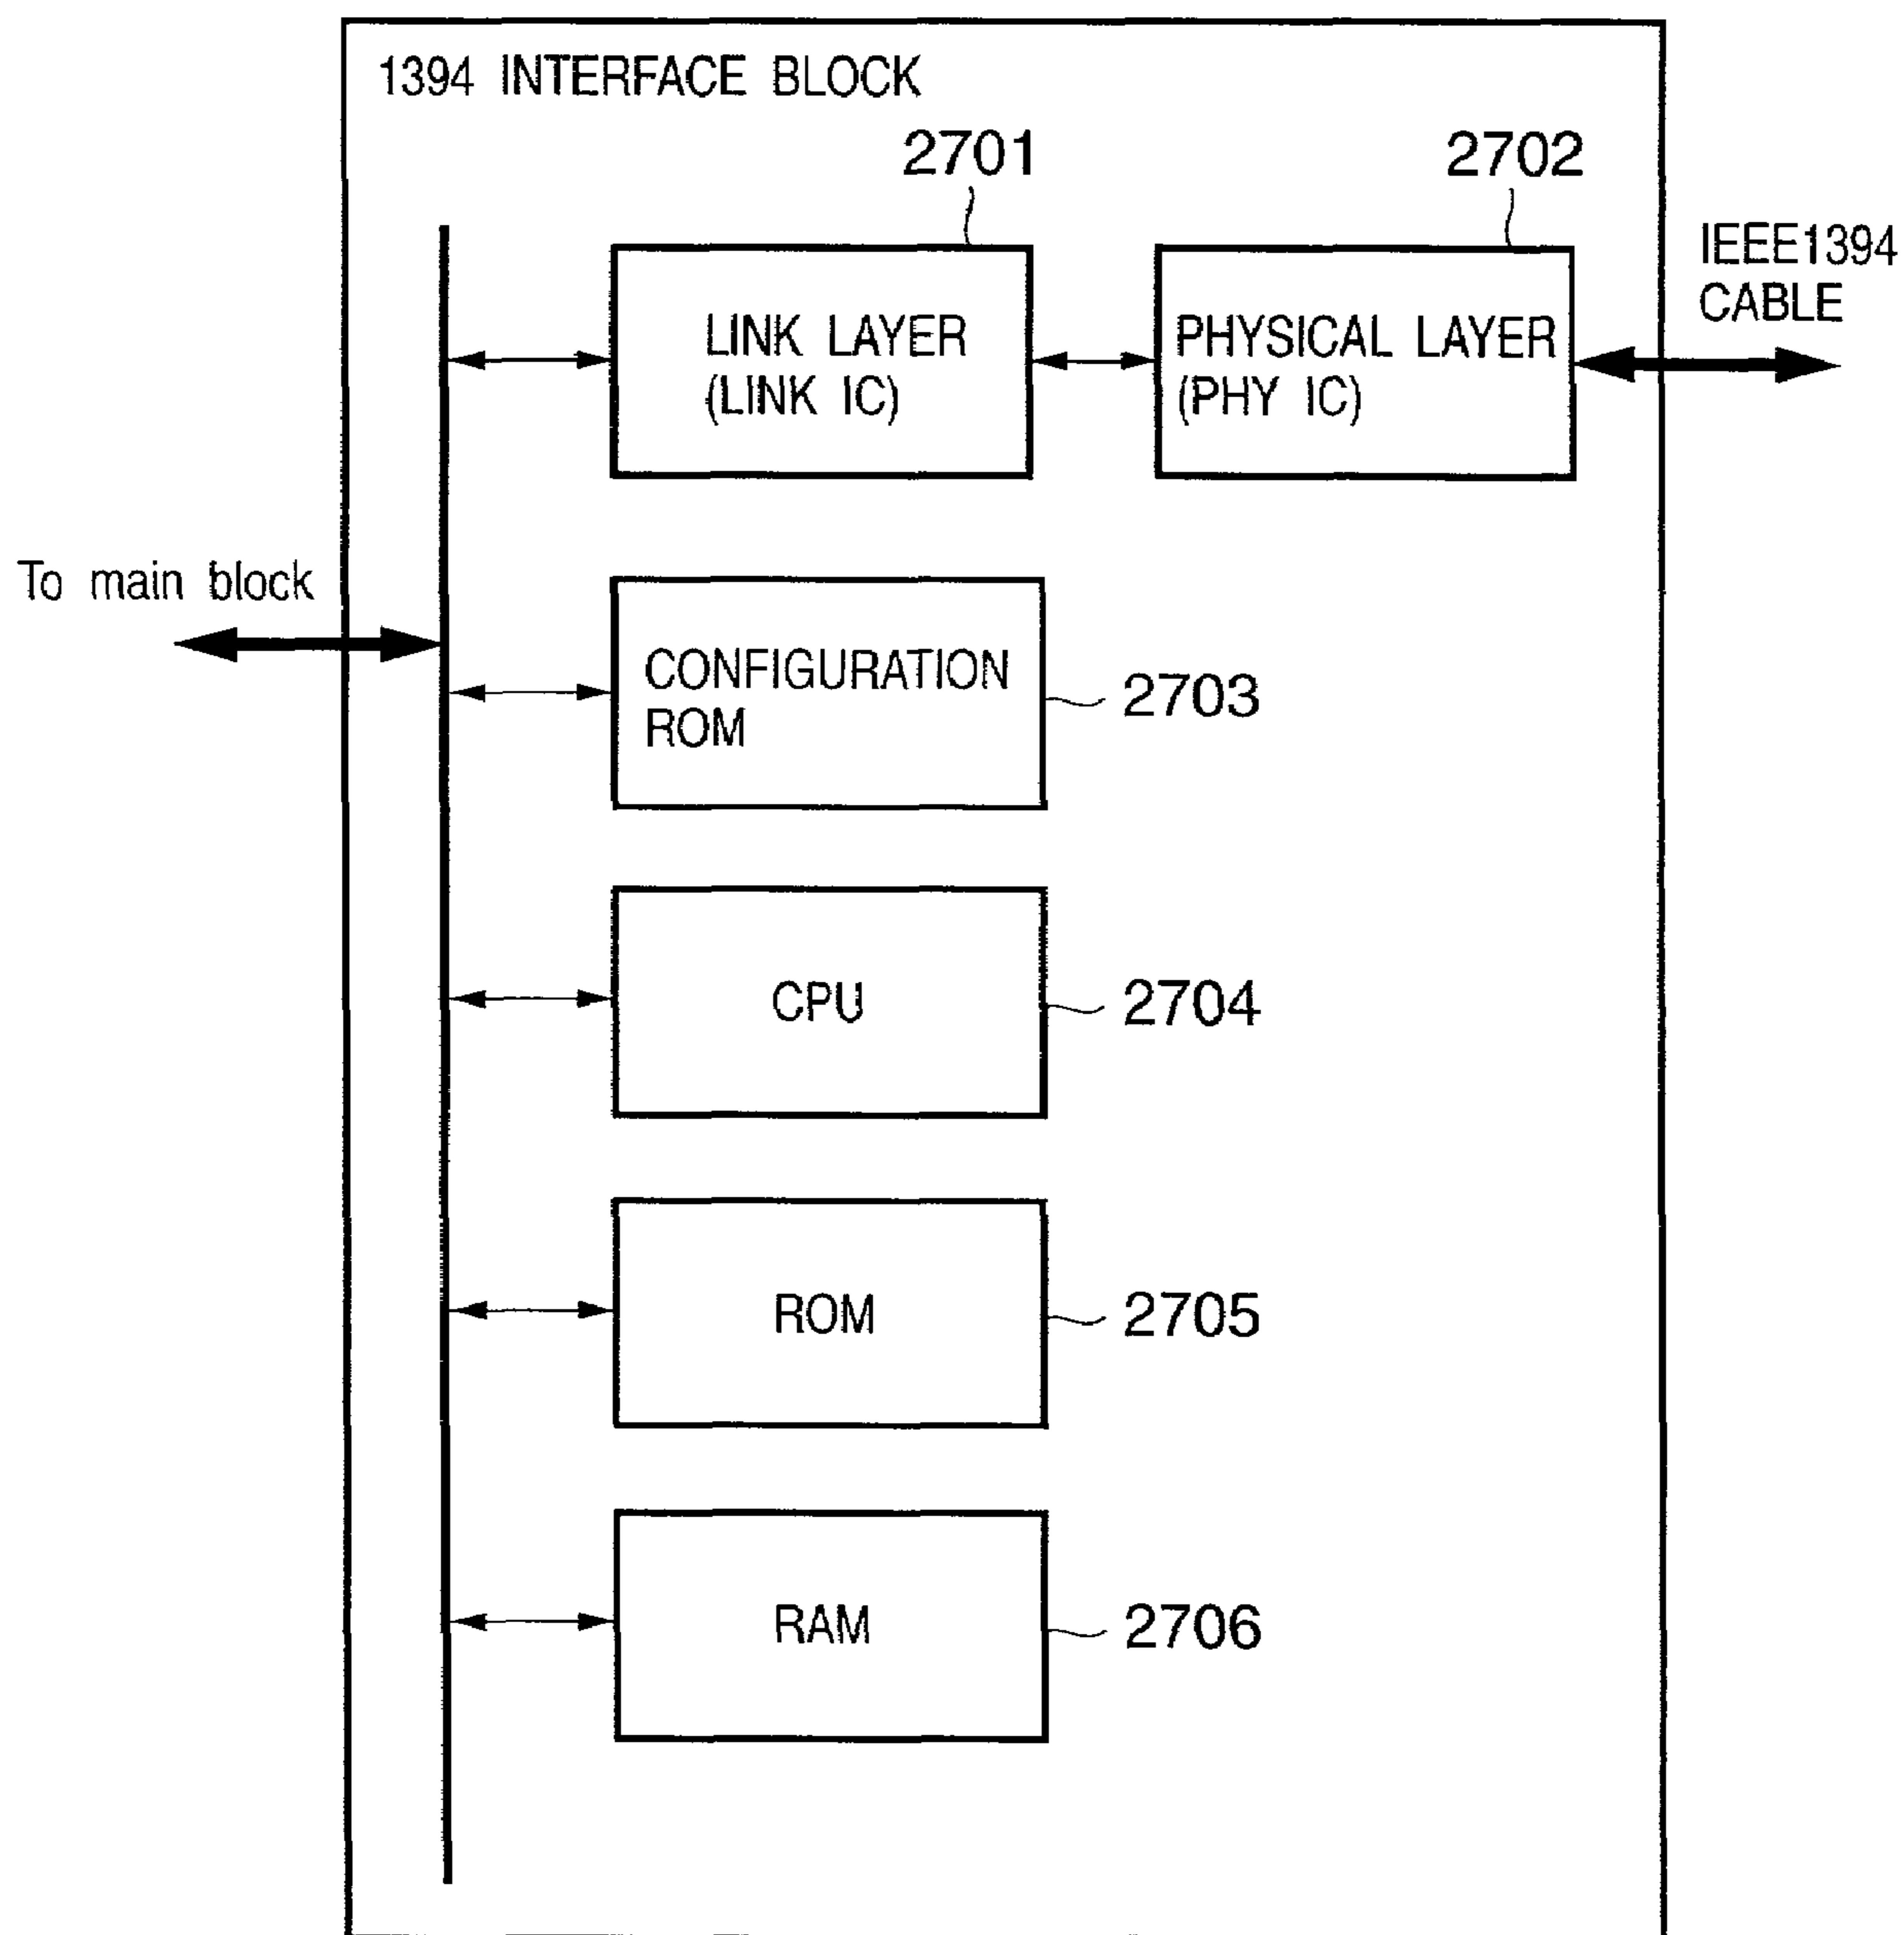 1394 INTERFACE BLOCK
2701
2702
IEEE1394
CABLE
LINK LAYER
(LINK IC)
PHYSICAL LAYER
(PHY IC)
To main block
CONFIGURATION
ROM
2703
CPU
2704
ROM
2705
RAM
2706